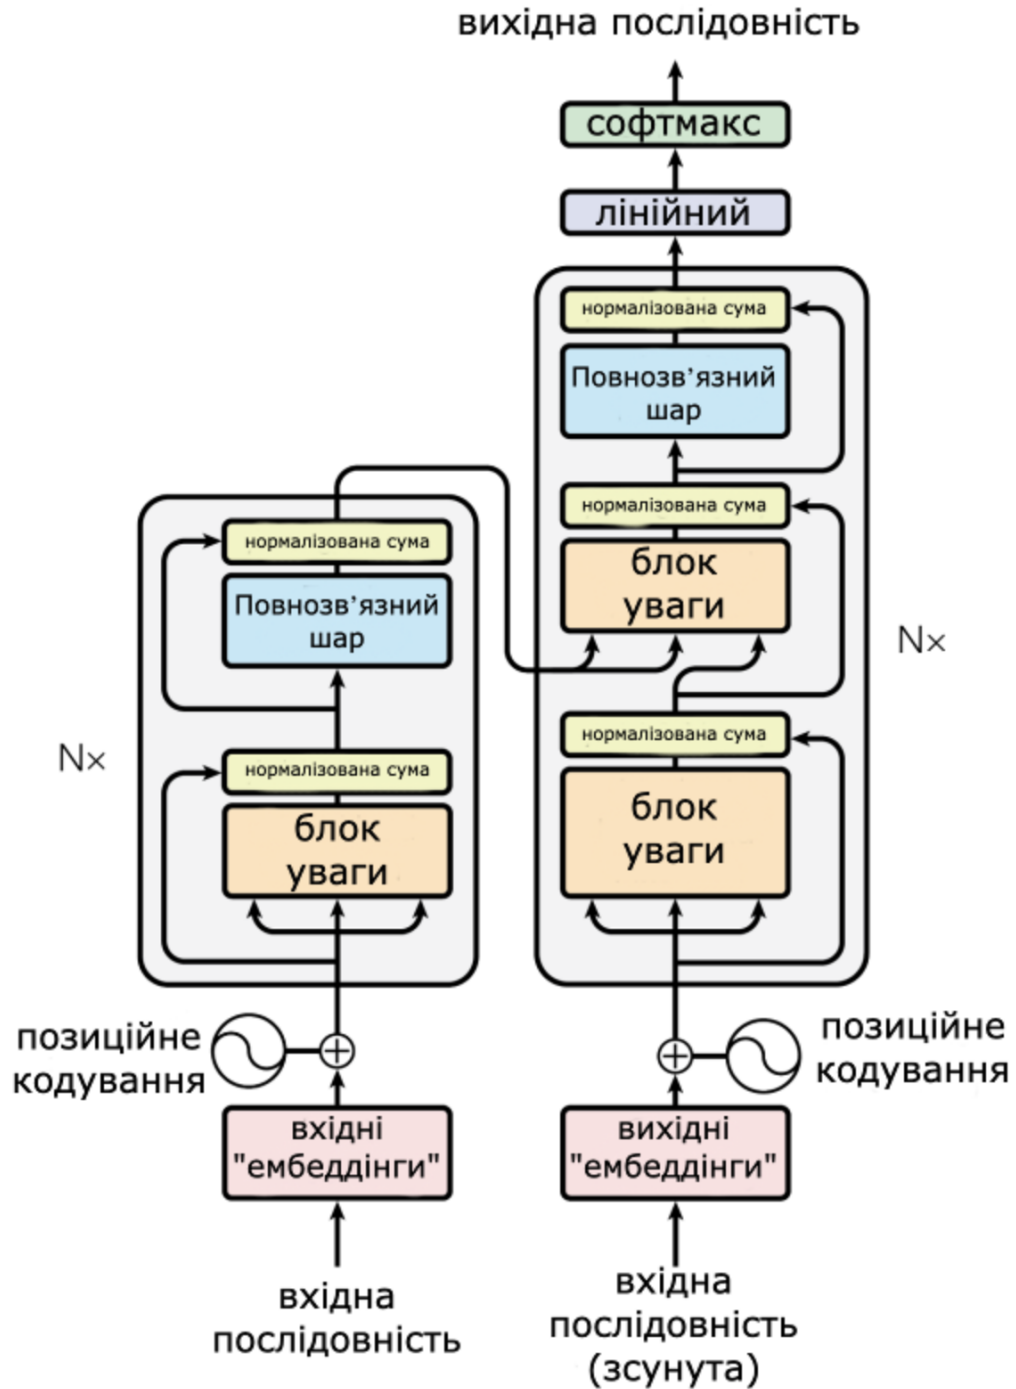 вихідна послідовність
софтмакс
лінійний
нормалізована сума
Повнозв'язний
шар
нормалізована сума
блок
уваги
Nx
нормалізована сума
блок
уваги
нормалізована сума
Повнозв'язний
шар
Nx
нормалізована сума
блок
уваги
позиційне
кодування
позиційне
кодування
вхідні
"ембеддінги"
вихідні
"ембеддінги"
вхідна
послідовність
вхідна
послідовність
(зсунута)